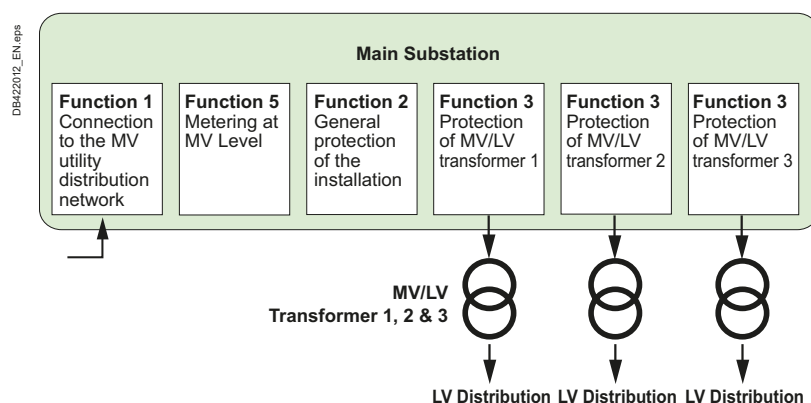 DB422012_EN.eps
Main Substation
Function 1
Connection
to the MV
utility
distribution
network
Function 5
Metering at
MV Level
Function 2
General
protection
of the
installation
Function 3
Protection
of MV/LV
transformer 1
Function 3
Protection
of MV/LV
transformer 2
Function 3
Protection
of MV/LV
transformer 3
MV/LV
Transformer 1, 2 & 3
LV Distribution
LV Distribution
LV Distribution